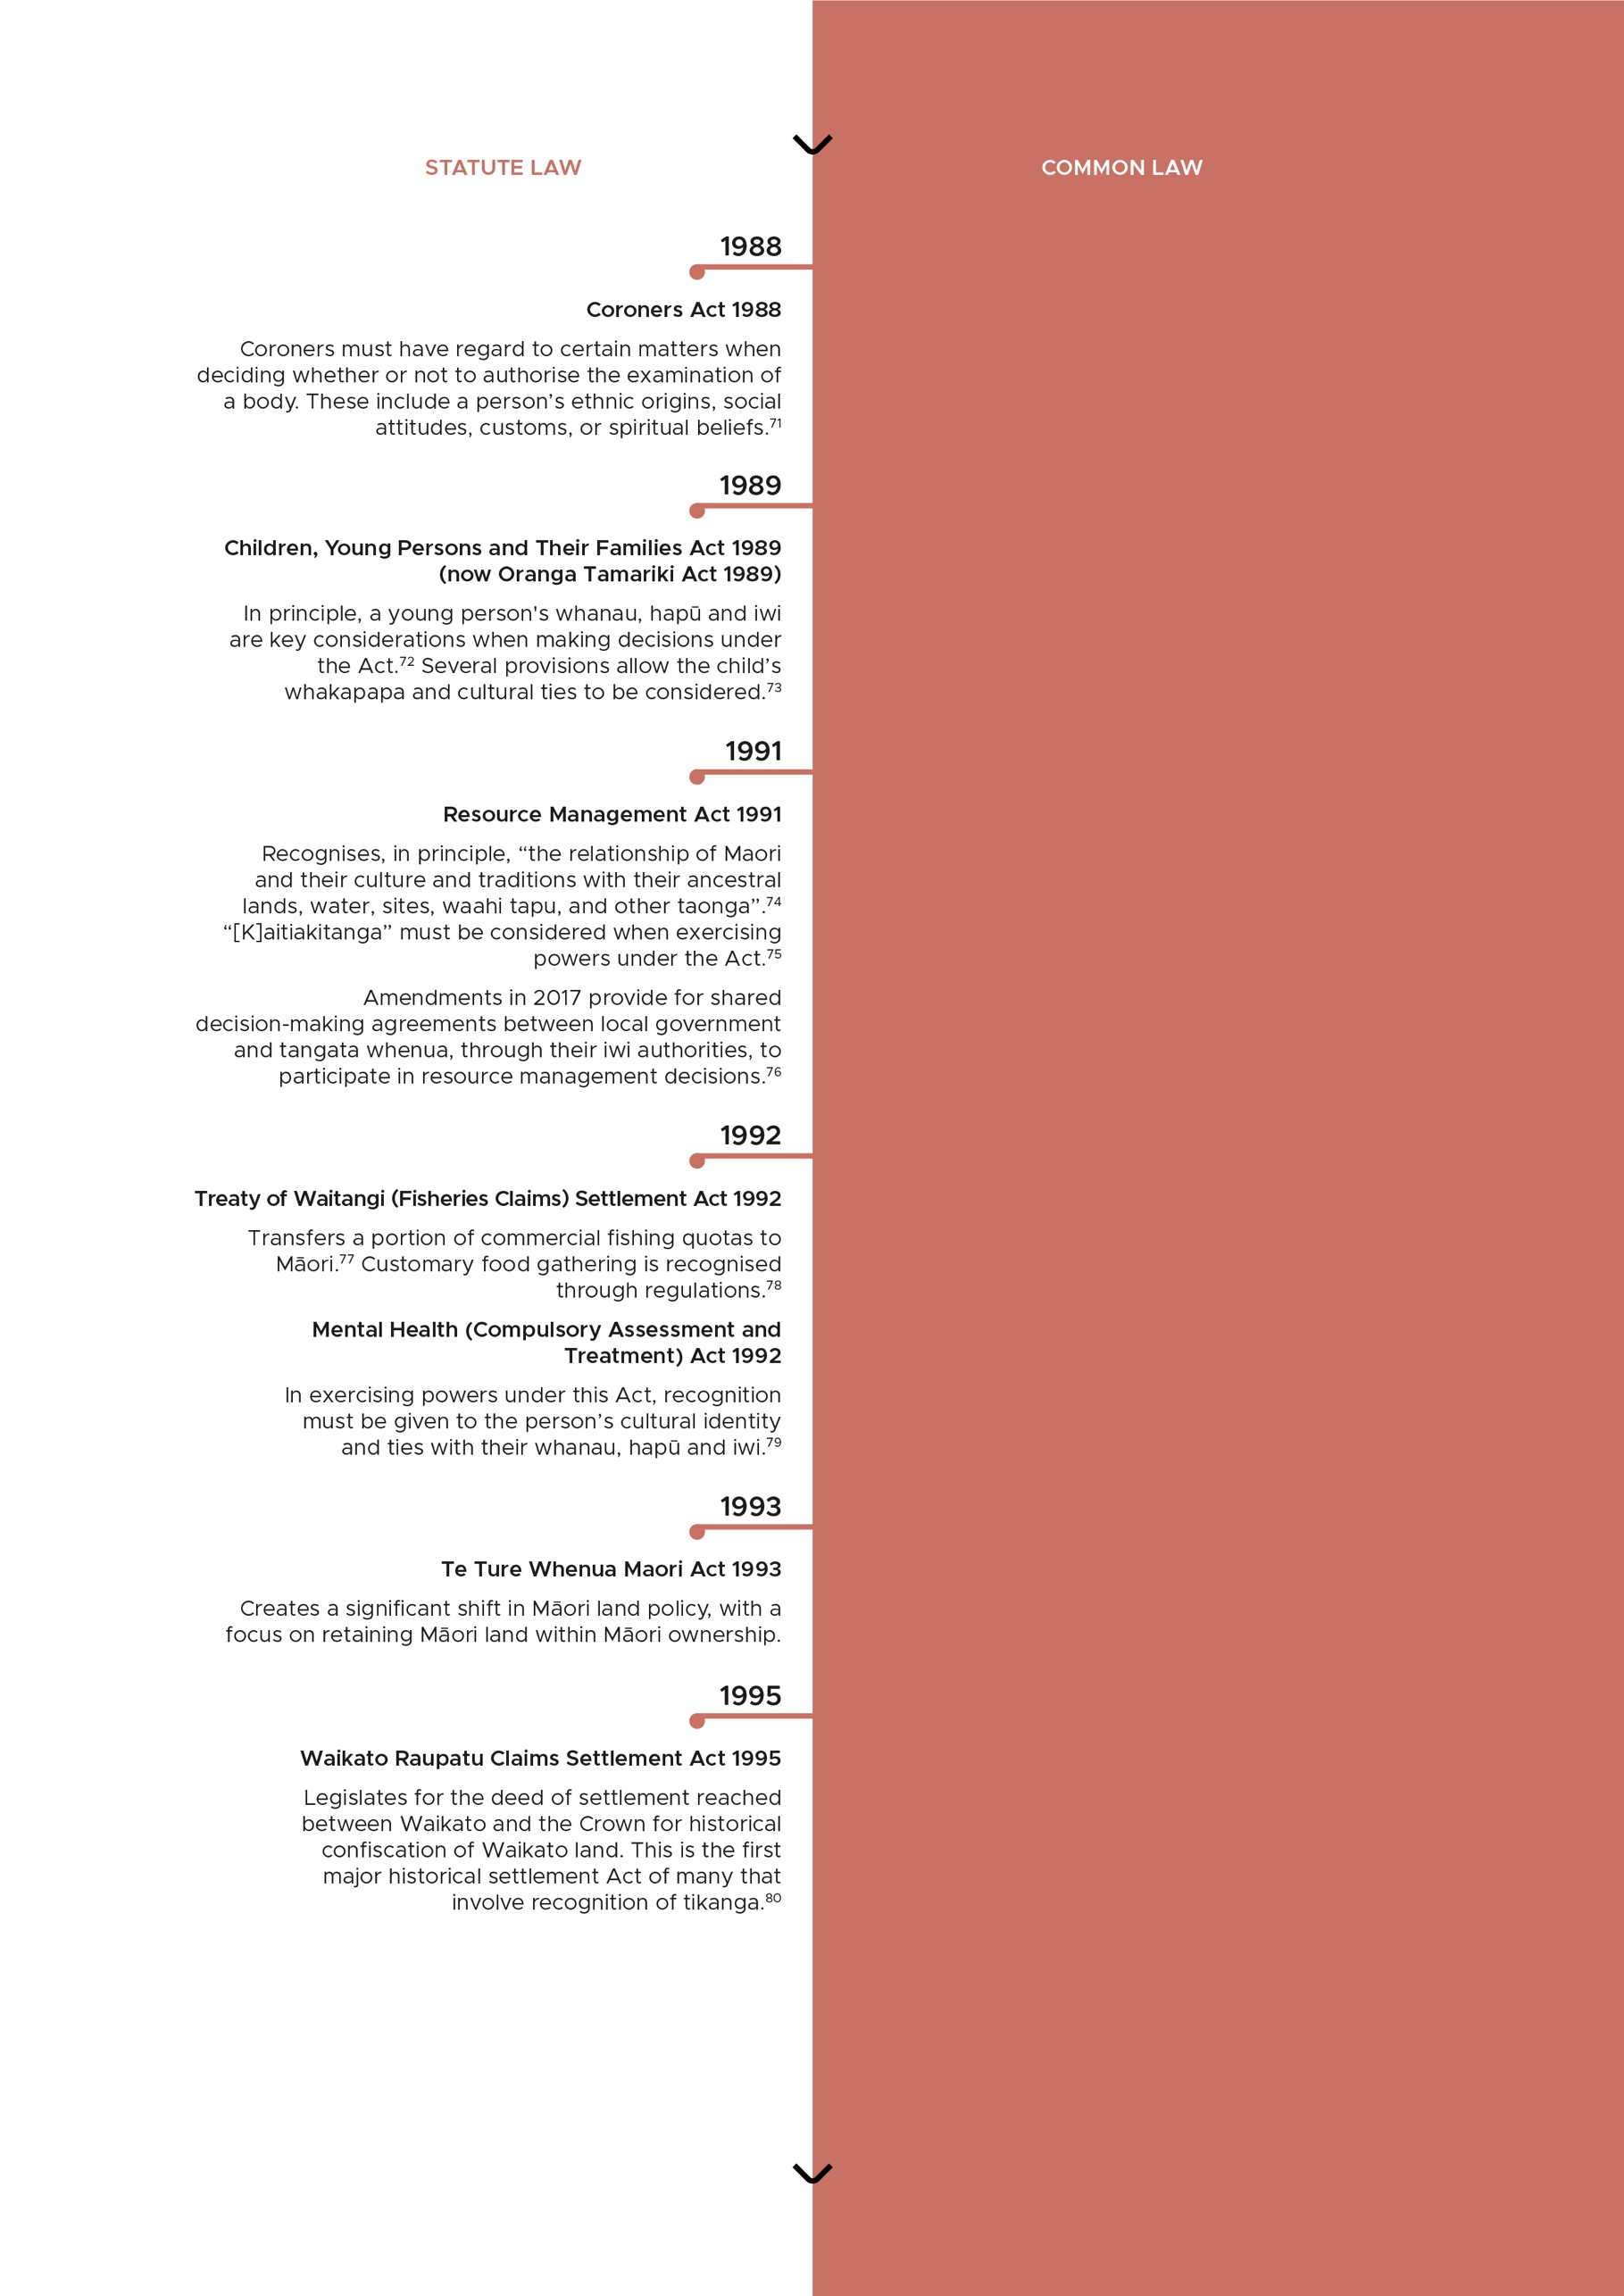 STATUTE LAW
COMMON LAW
1988
Coroners Act 1988
Coroners must have regard to certain matters when
deciding whether or not to authorise the examination of
a body. These include a person’s ethnic origins, social
attitudes, customs, or spiritual beliefs.71
1989
Children, Young Persons and Their Families Act 1989
(now Oranga Tamariki Act 1989)
In principle, a young person's whanau, hapū and iwi
are key considerations when making decisions under
the Act.72 Several provisions allow the child’s
whakapapa and cultural ties to be considered.73
1991
Resource Management Act 1991
Recognises, in principle, “the relationship of Maori
and their culture and traditions with their ancestral
lands, water, sites, waahi tapu, and other taonga”.74
“[K]aitiakitanga” must be considered when exercising
powers under the Act.75
Amendments in 2017 provide for shared
decision-making agreements between local government
and tangata whenua, through their iwi authorities, to
participate in resource management decisions.76
1992
Treaty of Waitangi (Fisheries Claims) Settlement Act 1992
Transfers a portion of commercial fishing quotas to
Māori.77 Customary food gathering is recognised
through regulations.78
Mental Health (Compulsory Assessment and
Treatment) Act 1992
In exercising powers under this Act, recognition
must be given to the person’s cultural identity
and ties with their whanau, hapū and iwi.79
1993
Te Ture Whenua Maori Act 1993
Creates a significant shift in Māori land policy, with a
focus on retaining Māori land within Māori ownership.
1995
Waikato Raupatu Claims Settlement Act 1995
Legislates for the deed of settlement reached
between Waikato and the Crown for historical
confiscation of Waikato land. This is the first
major historical settlement Act of many that
involve recognition of tikanga.80